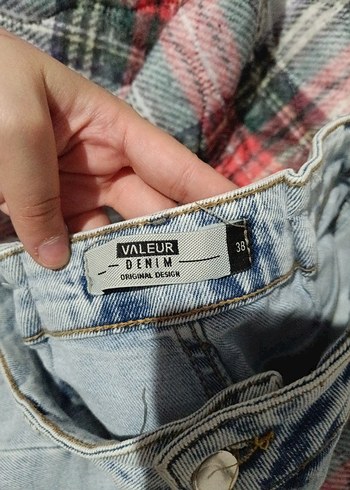 VALEUR
DENIM
ORIGINAL DESIGN
38